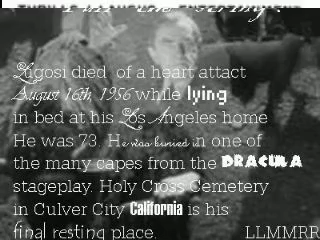 Lugosi died of a heart attact
August 16th, 1956 while lying
in bed at his Los Angeles home
He was 73. He was buried in one of
the many capes from the DRACULA
stageplay. Holy Cross Cemetery
in Culver City California is his
final resting place. LLMMRR